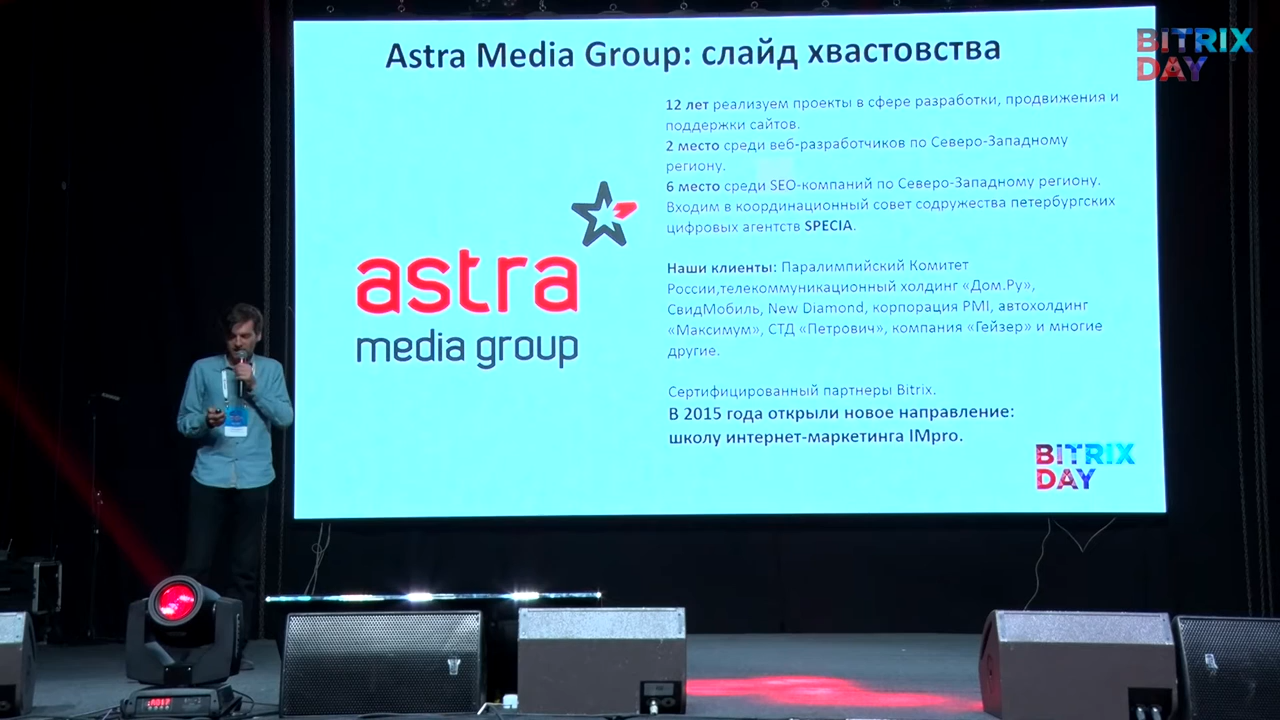 Astra Media Group: слайд хвастовства
BITRIX
DAY
12 лет реализуем проекты в сфере разработки, продвижения и
поддержки сайтов.
2 место среди веб-разработчиков по Северо-Западному
региону.
6 место среди SEO-компаний по Северо-Западному региону.
Входим в координационный совет содружества петербургских
цифровых агентств SPECIA.
astra
media group
Наши клиенты: Паралимпийский Комитет
России,телекоммуникационный холдинг «Дом.Ру»,
СвидМобиль, New Diamond, корпорация PMI, автохолдинг
«Максимум», СТД «Петрович», компания «Гейзер» и многие
другие.
Сертифицированный партнеры Bitrix.
В 2015 года открыли новое направление:
школу интернет-маркетинга IMpro.
BITRIX
DAY